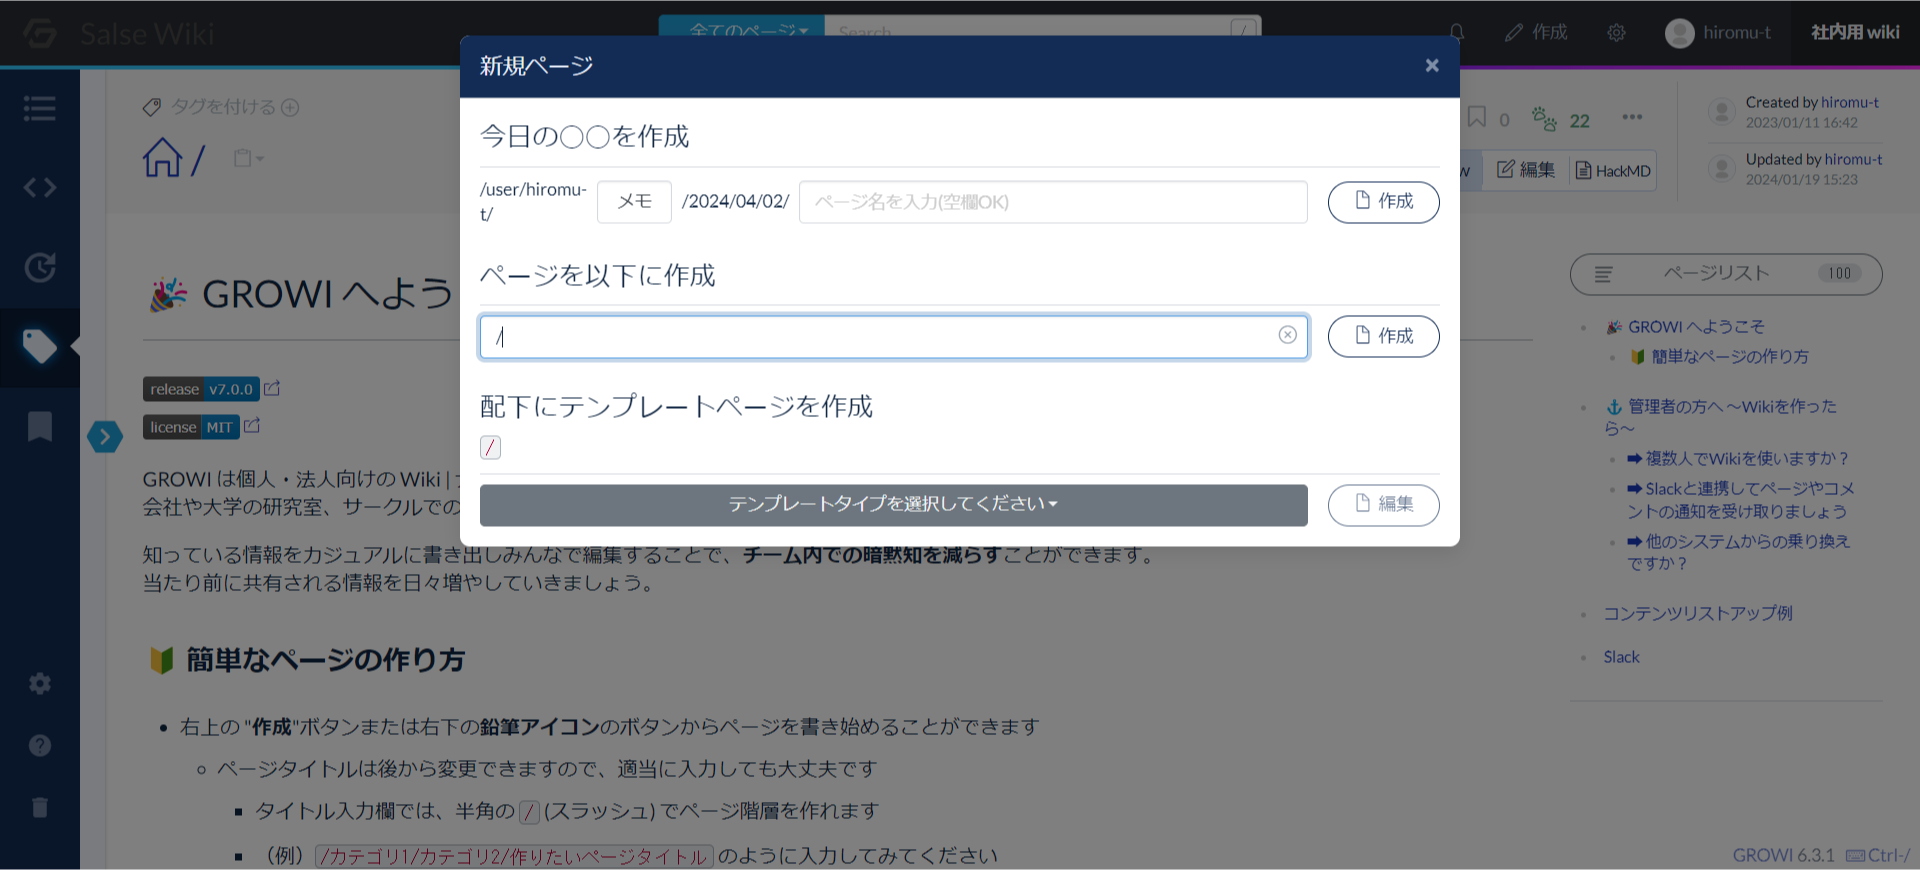 Salse Wiki
全てのページ
Search
/
作成
hiromu-t
社内用 wiki
新規ページ
×
今日の〇〇を作成
/user/hiromu-
t/
メモ
/2024/04/02/
ページ名を入力(空欄OK)
作成
ページを以下に作成
/
作成
配下にテンプレートページを作成
/
テンプレートタイプを選択してください
編集
タグを付ける
/
0
22
Created by hiromu-t
2023/01/11 16:42
Updated by hiromu-t
2024/01/19 15:23
編集
HackMD
🎉 GROWI へよう
release v7.0.0
license MIT
GROWI は個人・法人向けの Wiki |
会社や大学の研究室、サークルでの
知っている情報をカジュアルに書き出しみんなで編集することで、チーム内での暗黙知を減らすことができます。
当たり前に共有される情報を日々増やしていきましょう。
🔰 簡単なページの作り方
• 右上の "作成"ボタンまたは右下の鉛筆アイコンのボタンからページを書き始めることができます
○ ページタイトルは後から変更できますので、適当に入力しても大丈夫です
▪ タイトル入力欄では、半角の / (スラッシュ) でページ階層を作れます
▪ （例） /カテゴリ1/カテゴリ2/作りたいページタイトル のように入力してみてください
ページリスト 100
🎉 GROWI へようこそ
🔰 簡単なページの作り方
⚓ 管理者の方へ 〜Wikiを作った
ら〜
➡ 複数人でWikiを使いますか？
➡ Slackと連携してページやコメ
ントの通知を受け取りましょう
➡ 他のシステムからの乗り換え
ですか？
コンテンツリストアップ例
Slack
GROWI 6.3.1 Ctrl-/